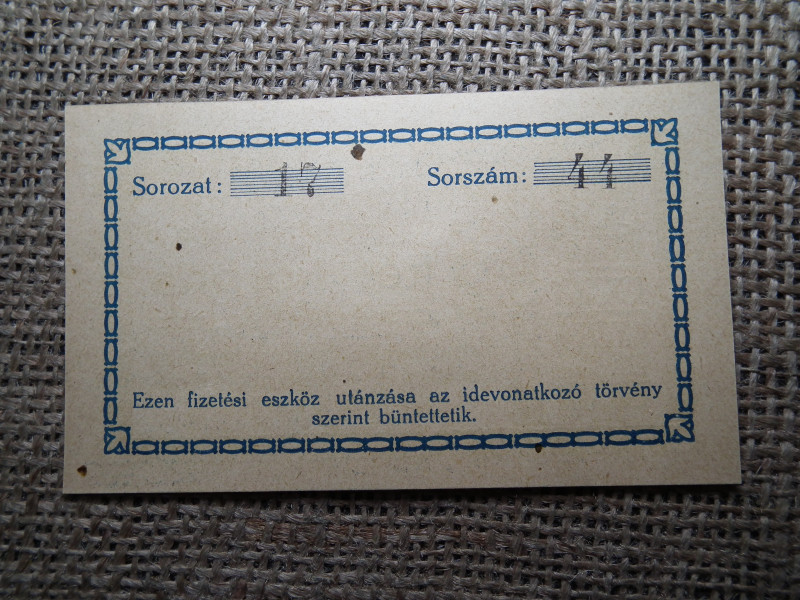 Sorozat: 17 Sorszám: 44
Ezen fizetési eszköz utánzása az idevonatkozó törvény
szerint büntettetik.